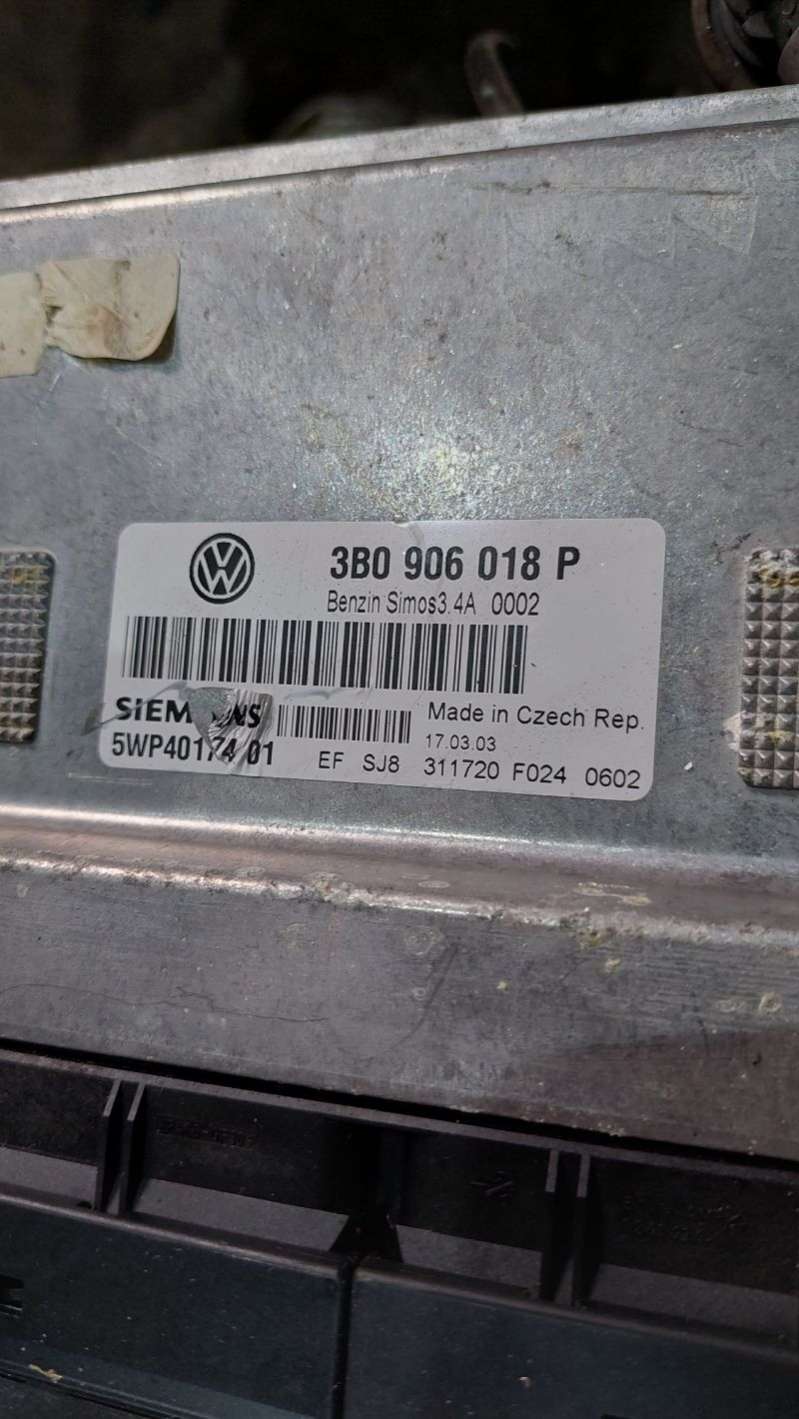 3B0 906 018 P
Benzin Simos3.4A 0002
Made in Czech Rep.
5WP40174 01
17.03.03
EF SJ8 311720 F024 0602